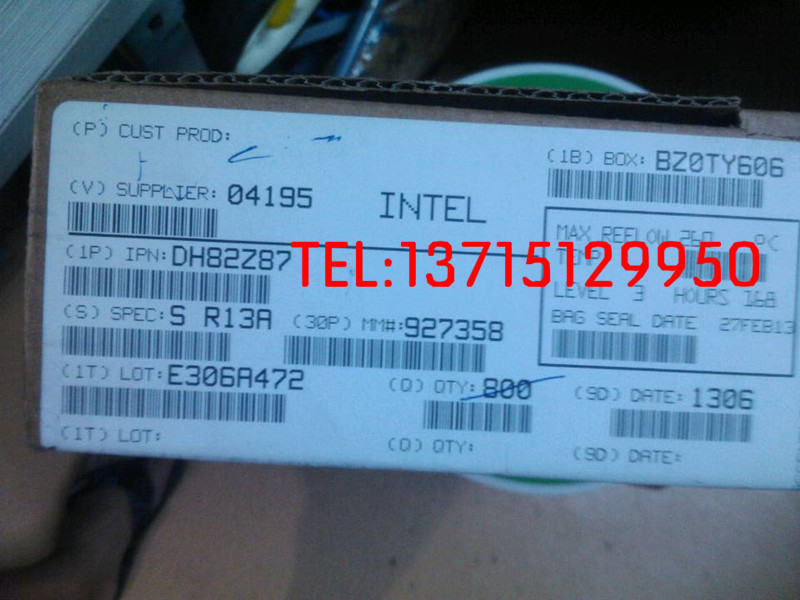 (P) CUST PROD:
(1B) BOX: BZ0TY606
(V) SUPPLIER: 04195
INTEL
MAX REFLOW 260 °C
TEMP
(1P) IPN: DH82Z87
TEL:13715129950
LEVEL 3 HOURS 168
(S) SPEC: S R13A (30P) MM#: 927358
BAG SEAL DATE 27FEB13
(1T) LOT: E306A472 (Q) QTY: 800 (9D) DATE: 1306
(1T) LOT: (Q) QTY: (9D) DATE: